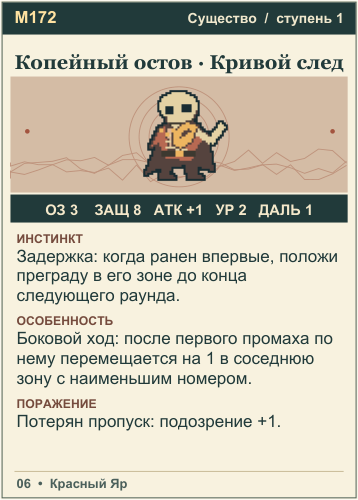 M172
Существо / ступень 1
Копейный остов · Кривой след
ОЗ 3 ЗАЩ 8 АТК +1 УР 2 ДАЛЬ 1
ИНСТИНКТ
Задержка: когда ранен впервые, положи
преграду в его зоне до конца
следующего раунда.
ОСОБЕННОСТЬ
Боковой ход: после первого промаха по
нему перемещается на 1 в соседнюю
зону с наименьшим номером.
ПОРАЖЕНИЕ
Потерян пропуск: подозрение +1.
06 • Красный Яр